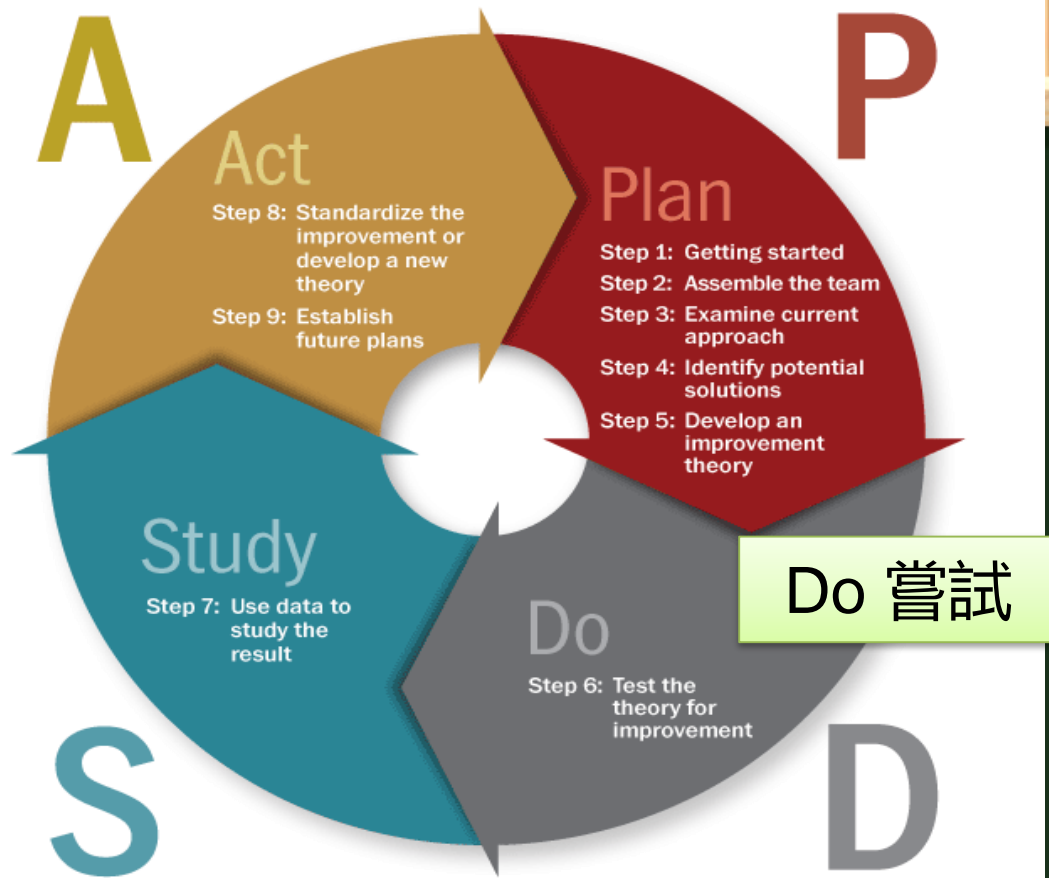 A
P
Act
Step 8: Standardize the
improvement or
develop a new
theory
Step 9: Establish
future plans
Plan
Step 1: Getting started
Step 2: Assemble the team
Step 3: Examine current
approach
Step 4: Identify potential
solutions
Step 5: Develop an
improvement
theory
Study
Step 7: Use data to
study the
result
Do 嘗試
Do
Step 6: Test the
theory for
improvement
S
D